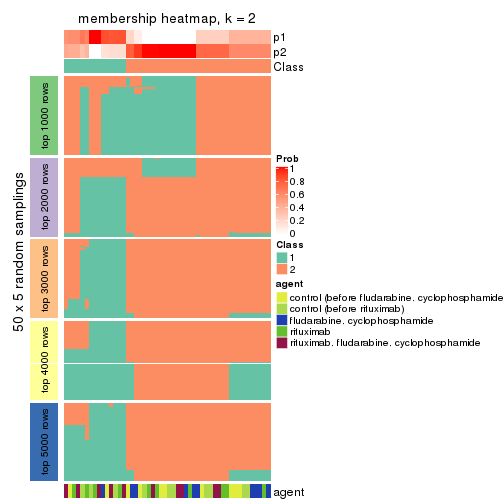 membership heatmap, k = 2
p1
p2
Class
50 x 5 random samplings
top 1000 rows
top 2000 rows
top 3000 rows
top 4000 rows
top 5000 rows
Prob
1
0.8
0.6
0.4
0.2
0
Class
1
2
agent
control (before fludarabine. cyclophosphamide
control (before rituximab)
fludarabine. cyclophosphamide
rituximab
rituximab. fludarabine. cyclophosphamide
agent